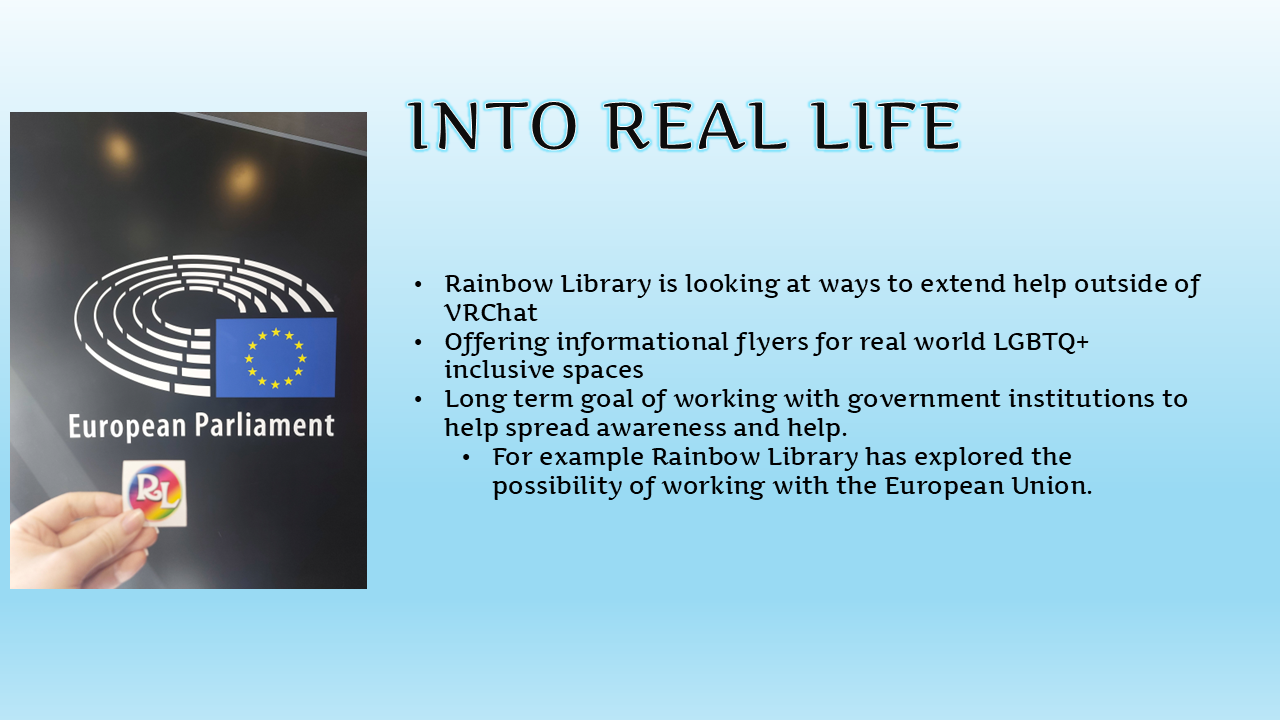 INTO REAL LIFE
European Parliament
RL
• Rainbow Library is looking at ways to extend help outside of
VRChat
• Offering informational flyers for real world LGBTQ+
inclusive spaces
• Long term goal of working with government institutions to
help spread awareness and help.
• For example Rainbow Library has explored the
possibility of working with the European Union.